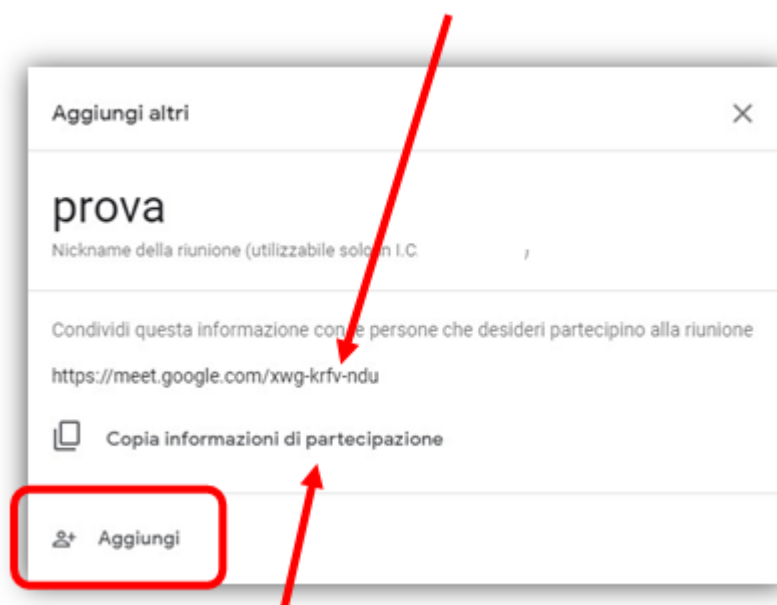 Aggiungi altri
prova
Nickname della riunione (utilizzabile solo in I.C.
Condividi questa informazione con le persone che desideri partecipino alla riunione
https://meet.google.com/xwg-krfv-ndu
Copia informazioni di partecipazione
Aggiungi